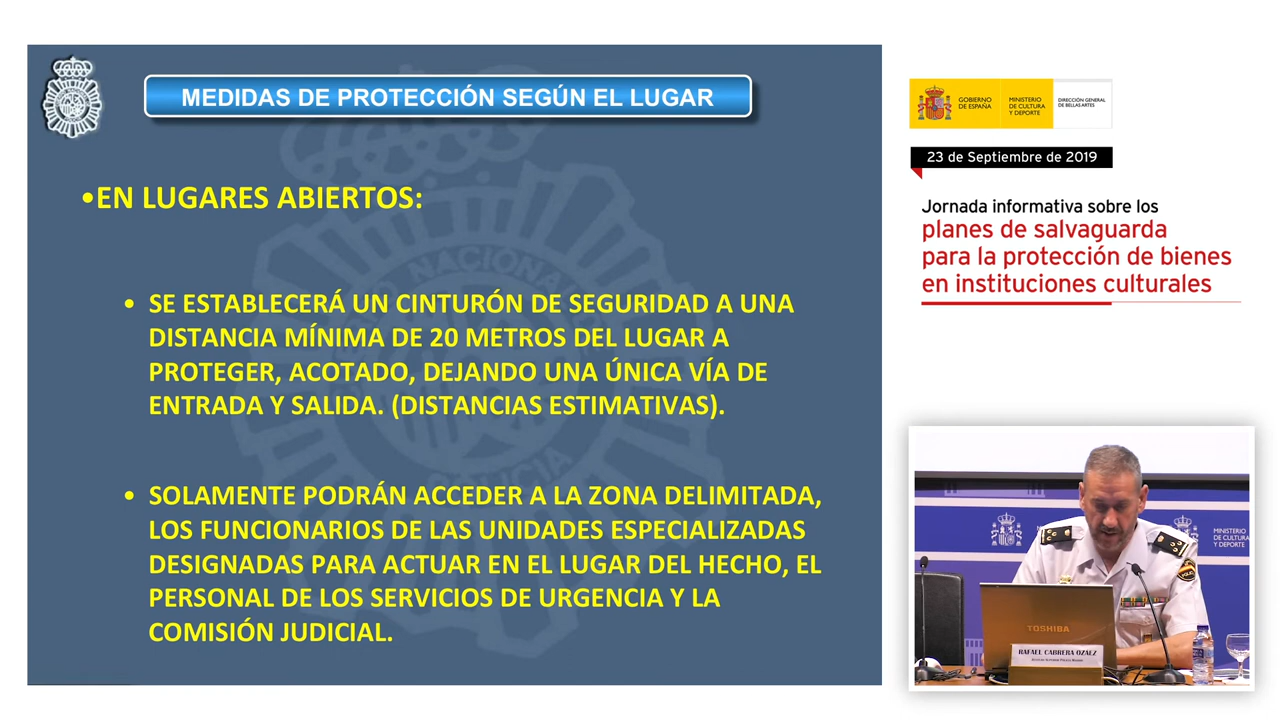 MEDIDAS DE PROTECCIÓN SEGÚN EL LUGAR
•EN LUGARES ABIERTOS:
• SE ESTABLECERÁ UN CINTURÓN DE SEGURIDAD A UNA
DISTANCIA MÍNIMA DE 20 METROS DEL LUGAR A
PROTEGER, ACOTADO, DEJANDO UNA ÚNICA VÍA DE
ENTRADA Y SALIDA. (DISTANCIAS ESTIMATIVAS).
• SOLAMENTE PODRÁN ACCEDER A LA ZONA DELIMITADA,
LOS FUNCIONARIOS DE LAS UNIDADES ESPECIALIZADAS
DESIGNADAS PARA ACTUAR EN EL LUGAR DEL HECHO, EL
PERSONAL DE LOS SERVICIOS DE URGENCIA Y LA
COMISIÓN JUDICIAL.
GOBIERNO
DE ESPAÑA
MINISTERIO
DE CULTURA
Y DEPORTE
DIRECCIÓN GENERAL
DE BELLAS ARTES
23 de Septiembre de 2019
Jornada informativa sobre los
planes de salvaguarda
para la protección de bienes
en instituciones culturales
MINISTERIO
DE CULTURA
Y DEPORTE
TOSHIBA
RAFAEL CABRERA OZAEZ